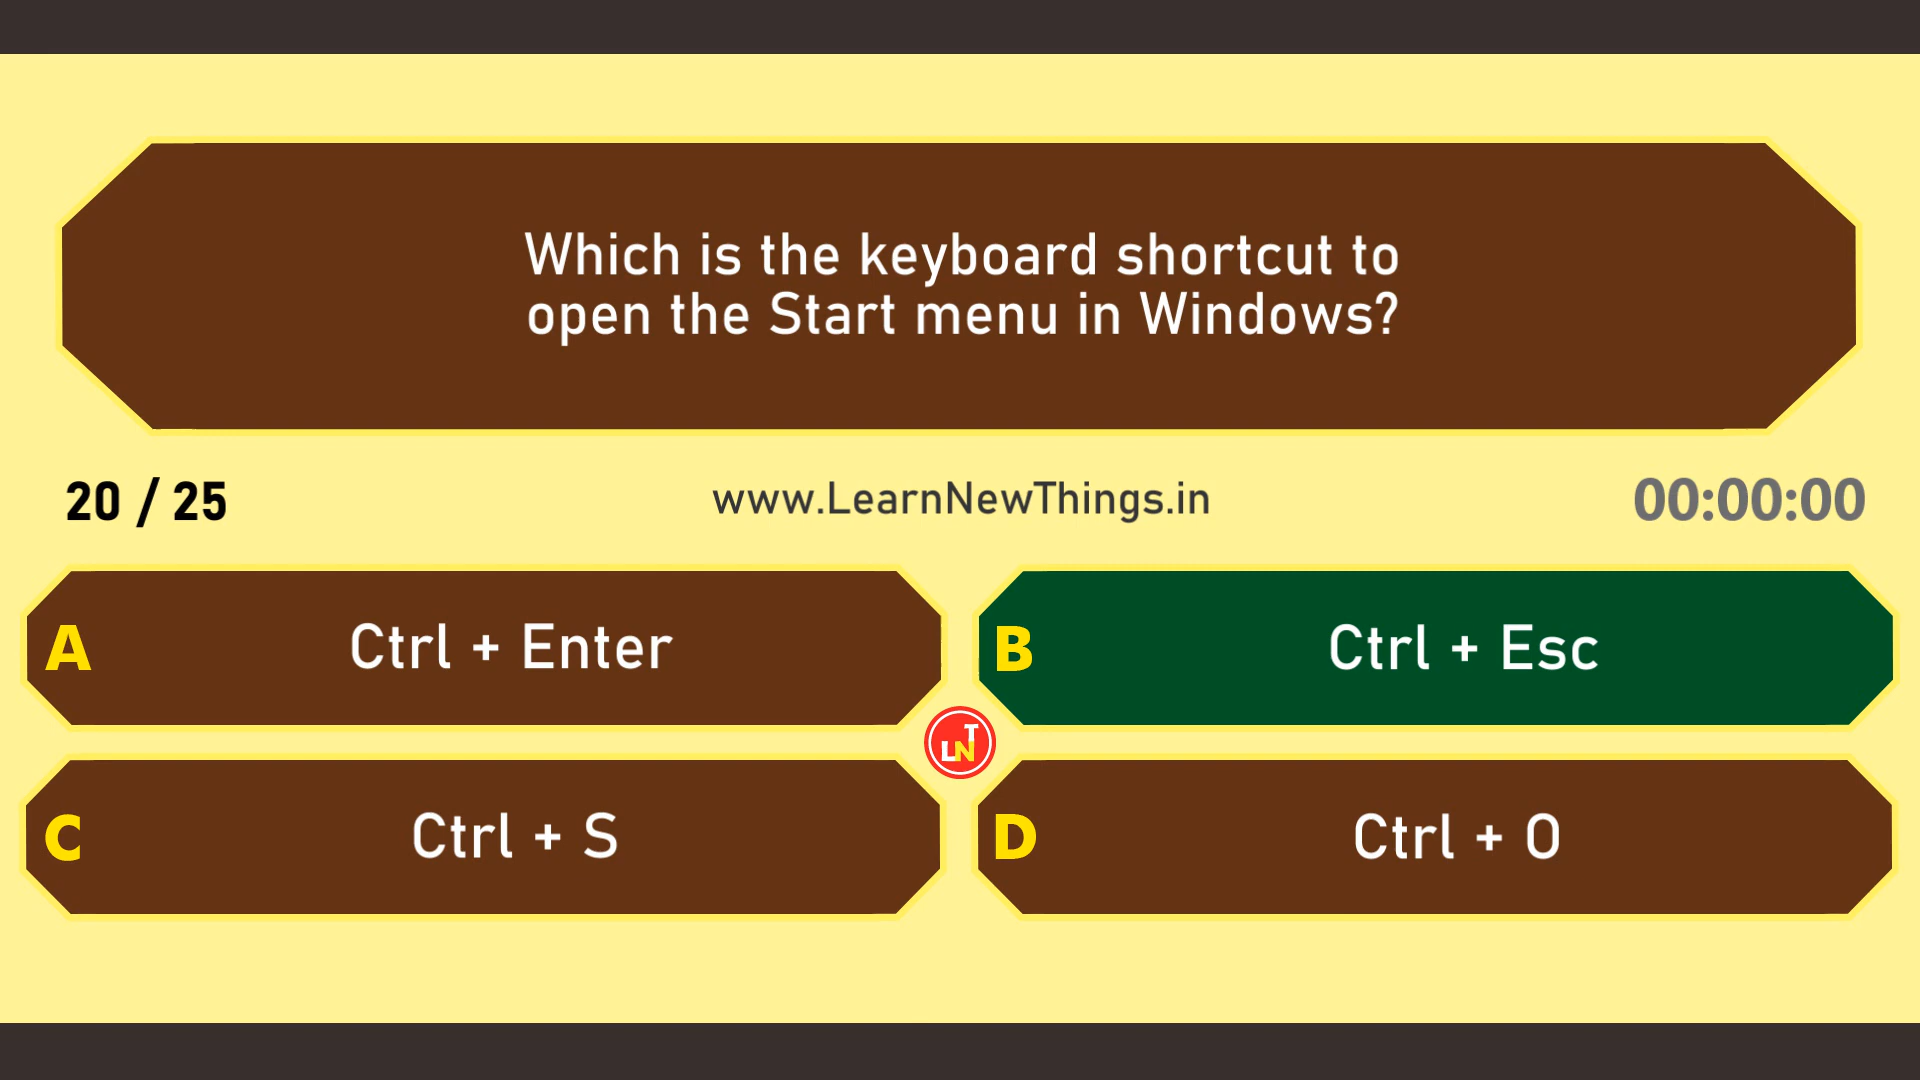 Which is the keyboard shortcut to
open the Start menu in Windows?
20 / 25
www.LearnNewThings.in
00:00:00
A
Ctrl + Enter
B
Ctrl + Esc
LNT
C
Ctrl + S
D
Ctrl + O